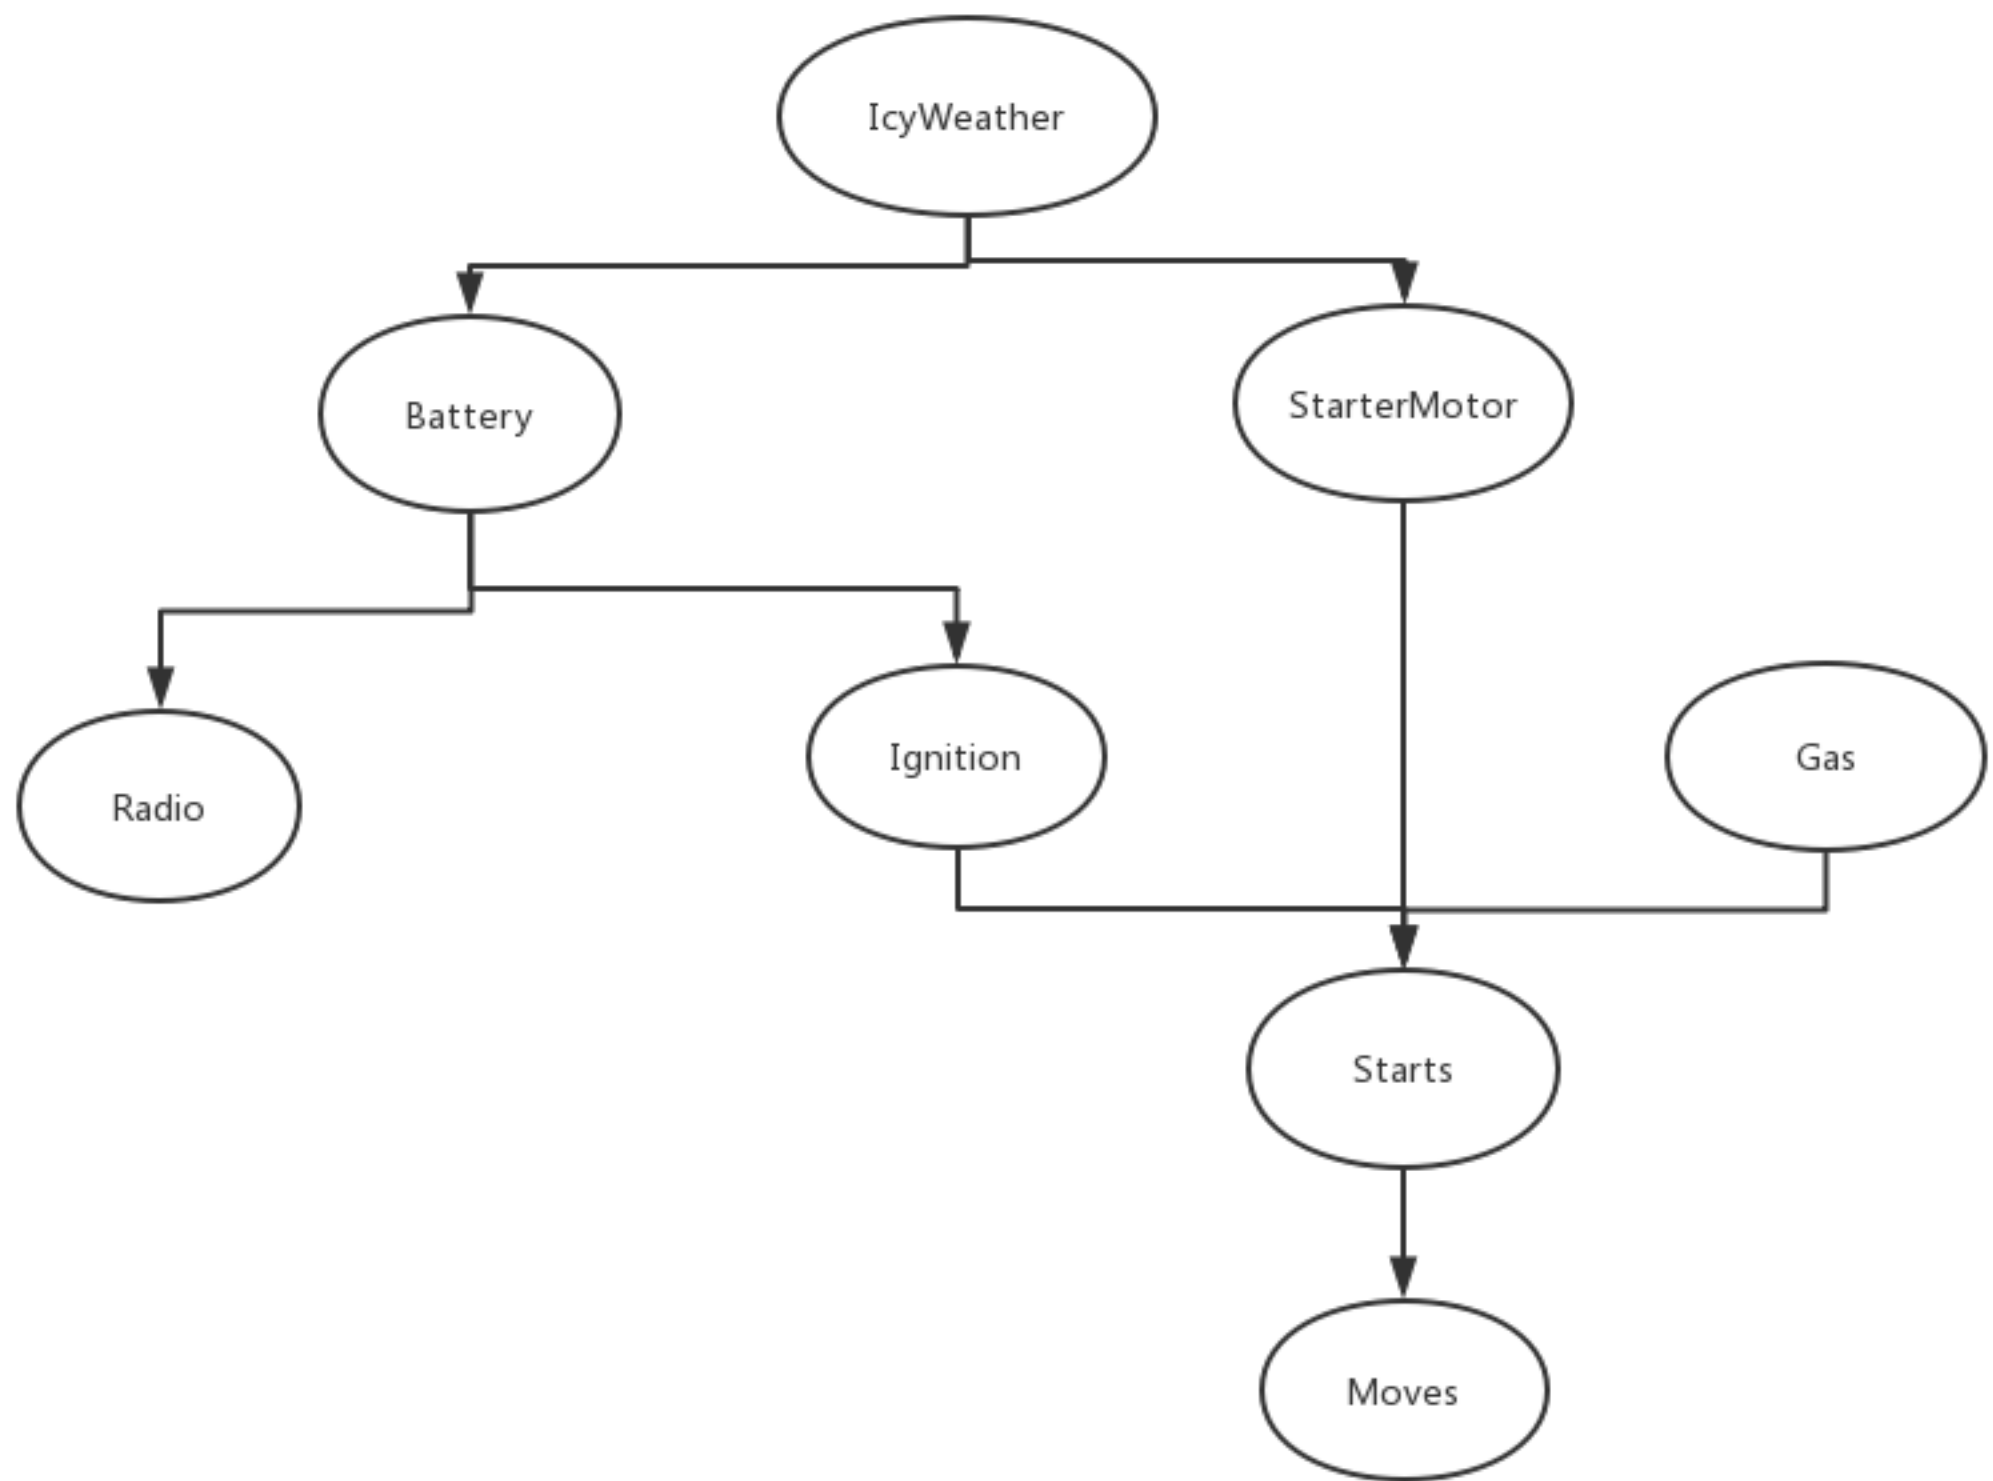 IcyWeather
Battery
StarterMotor
Radio
Ignition
Gas
Starts
Moves